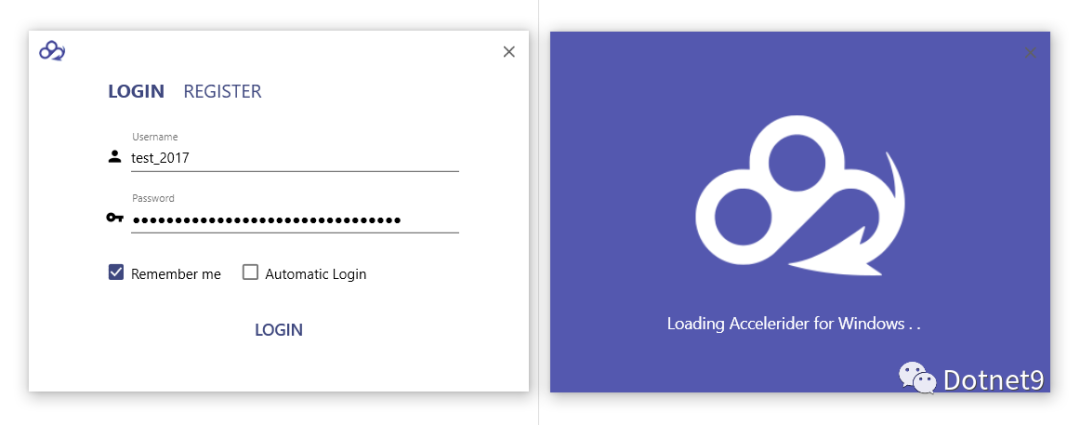 LOGIN REGISTER
Username
test_2017
Password
••••••••••••••••••••••••••••••••
Remember me Automatic Login
LOGIN
Loading Accelerider for Windows . .
Dotnet9